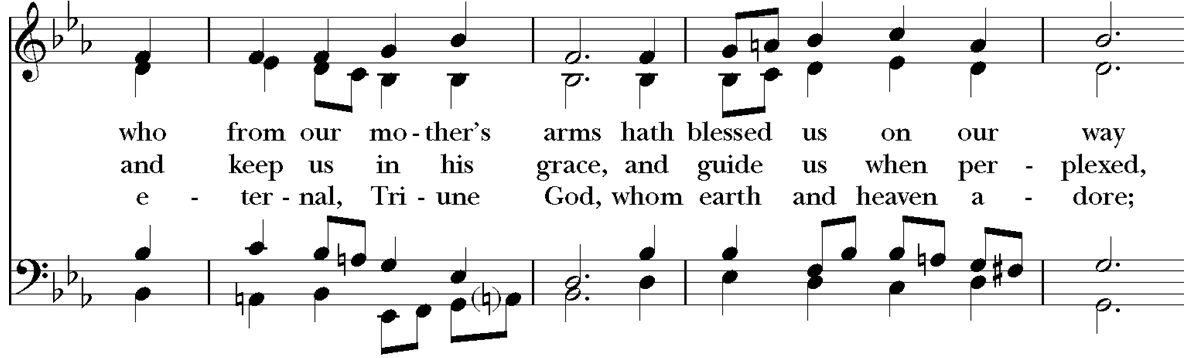 who from our mo - ther's arms hath blessed us on our way
and keep us in his grace, and guide us when per - plexed,
e - ter - nal, Tri - une God, whom earth and heaven a - dore;